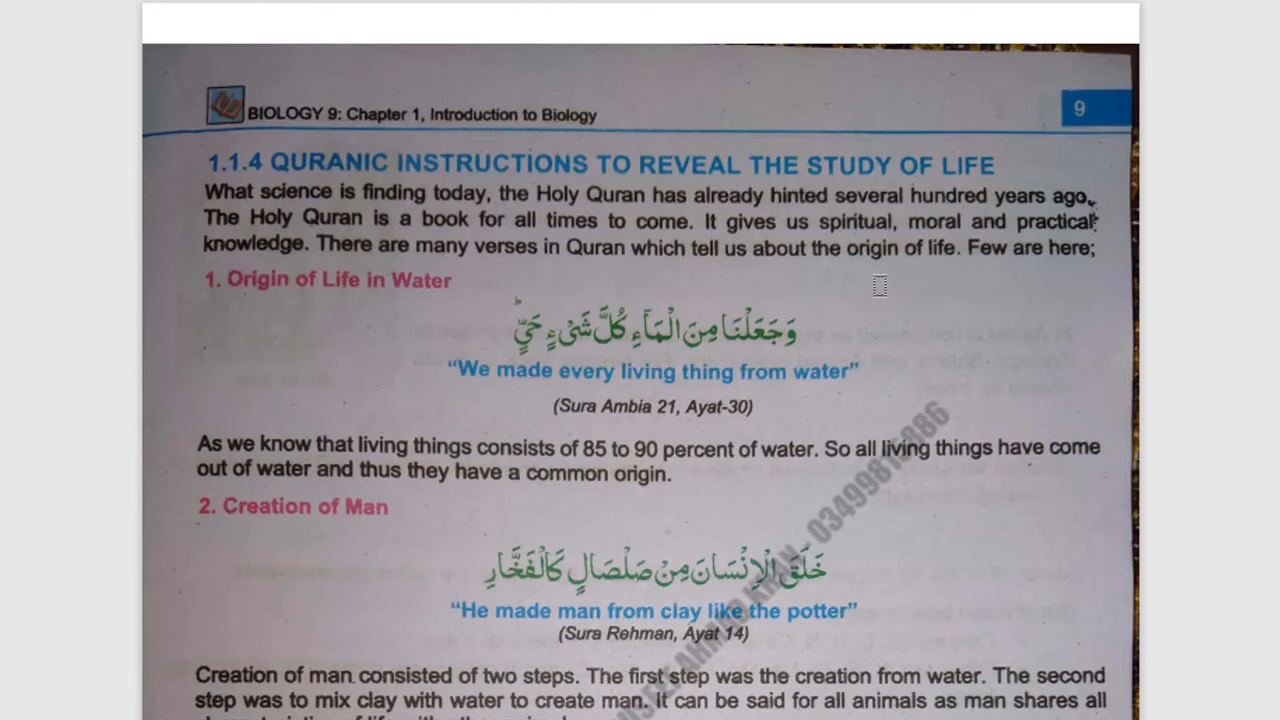 BIOLOGY 9: Chapter 1, Introduction to Biology
9
1.1.4 QURANIC INSTRUCTIONS TO REVEAL THE STUDY OF LIFE
What science is finding today, the Holy Quran has already hinted several hundred years ago.
The Holy Quran is a book for all times to come. It gives us spiritual, moral and practical
knowledge. There are many verses in Quran which tell us about the origin of life. Few are here;
1. Origin of Life in Water
وَجَعَلْنَا مِنَ الْمَآءِ كُلَّ شَىْءٍ حَيٍّ ؕ
“We made every living thing from water”
(Sura Ambia 21, Ayat-30)
As we know that living things consists of 85 to 90 percent of water. So all living things have come
out of water and thus they have a common origin.
2. Creation of Man
خَلَقَ الْاِنْسَانَ مِنْ صَلْصَالٍ كَالْفَخَّارِ
“He made man from clay like the potter”
(Sura Rehman, Ayat 14)
Creation of man consisted of two steps. The first step was the creation from water. The second
step was to mix clay with water to create man. It can be said for all animals as man shares all